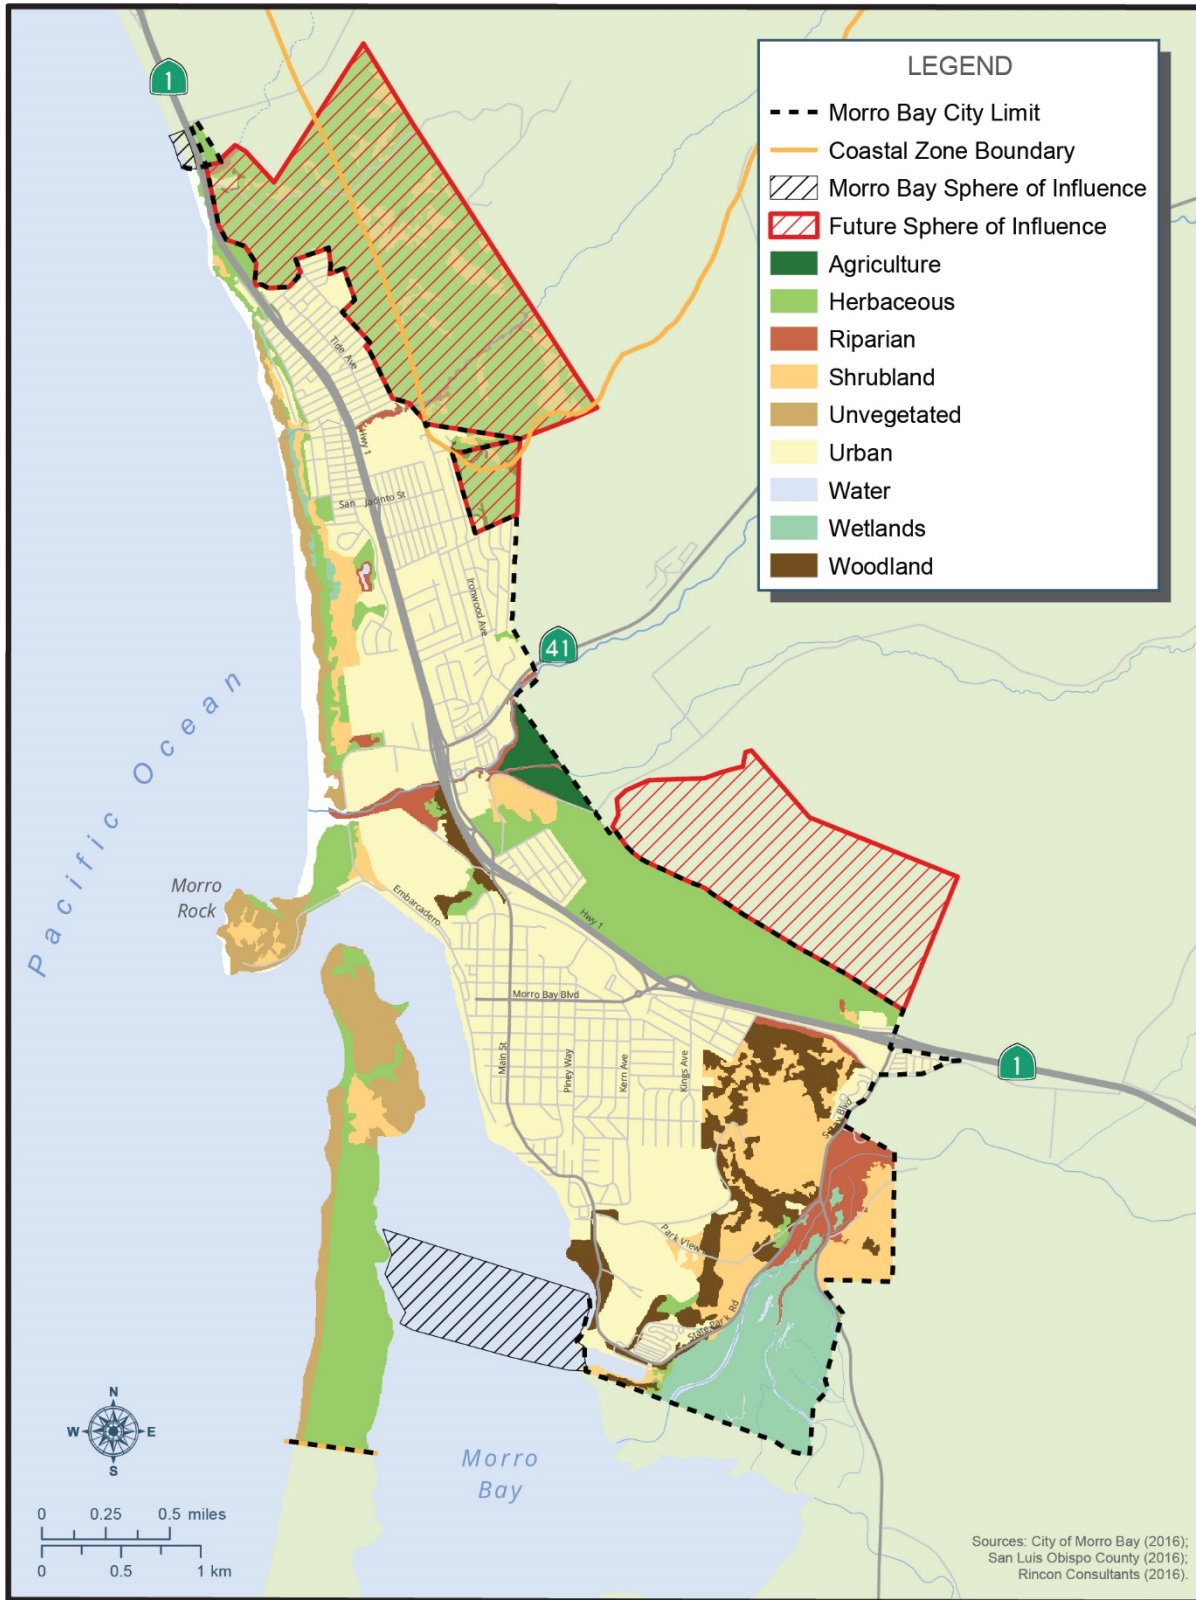 1
LEGEND
Morro Bay City Limit
Coastal Zone Boundary
Morro Bay Sphere of Influence
Future Sphere of Influence
Agriculture
Herbaceous
Riparian
Shrubland
Unvegetated
Urban
Water
Wetlands
Woodland
Tide Ave
Hwy 1
San Jacinto St
Ironwood Ave
41
Pacific Ocean
Morro
Rock
Embarcadero
Hwy 1
Morro Bay Blvd
Main St
Piney Way
Kern Ave
Kings Ave
1
S Bay Blvd
Park View
State Park Rd
N
W E
S
Morro
Bay
0 0.25 0.5 miles
0 0.5 1 km
Sources: City of Morro Bay (2016);
San Luis Obispo County (2016);
Rincon Consultants (2016).